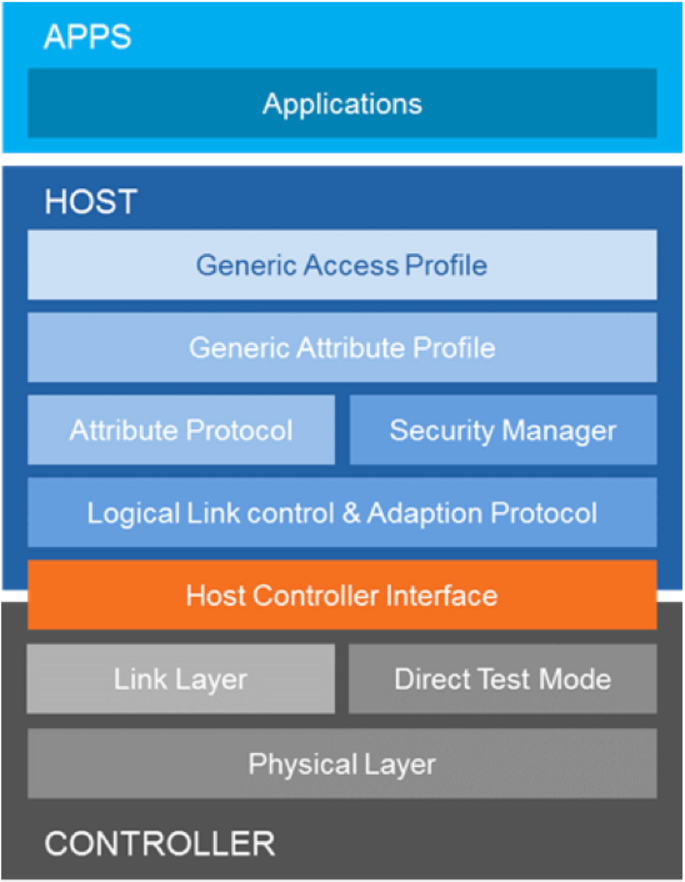 APPS
Applications
HOST
Generic Access Profile
Generic Attribute Profile
Attribute Protocol
Security Manager
Logical Link control & Adaption Protocol
Host Controller Interface
Link Layer
Direct Test Mode
Physical Layer
CONTROLLER